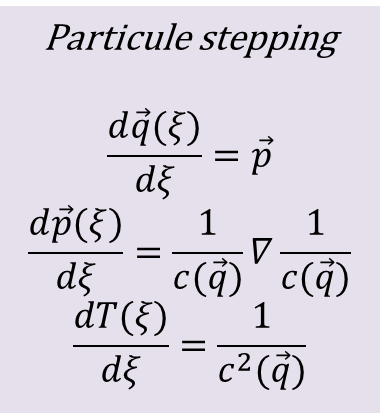 Particule stepping
dq⃗(ξ)/dξ = p⃗
dp⃗(ξ)/dξ = 1/c(q⃗) ∇ 1/c(q⃗)
dT(ξ)/dξ = 1/c²(q⃗)